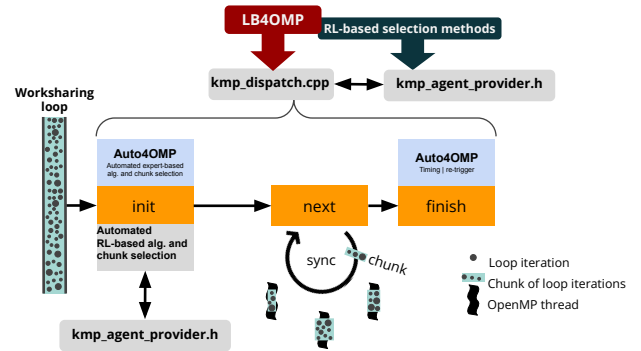 LB4OMP
RL-based selection methods
kmp_dispatch.cpp
kmp_agent_provider.h
Worksharing
loop
Auto4OMP
Automated expert-based
alg. and chunk selection
Auto4OMP
Timing | re-trigger
init
next
finish
Automated
RL-based alg. and
chunk selection
sync
chunk
Loop iteration
Chunk of loop iterations
OpenMP thread
kmp_agent_provider.h